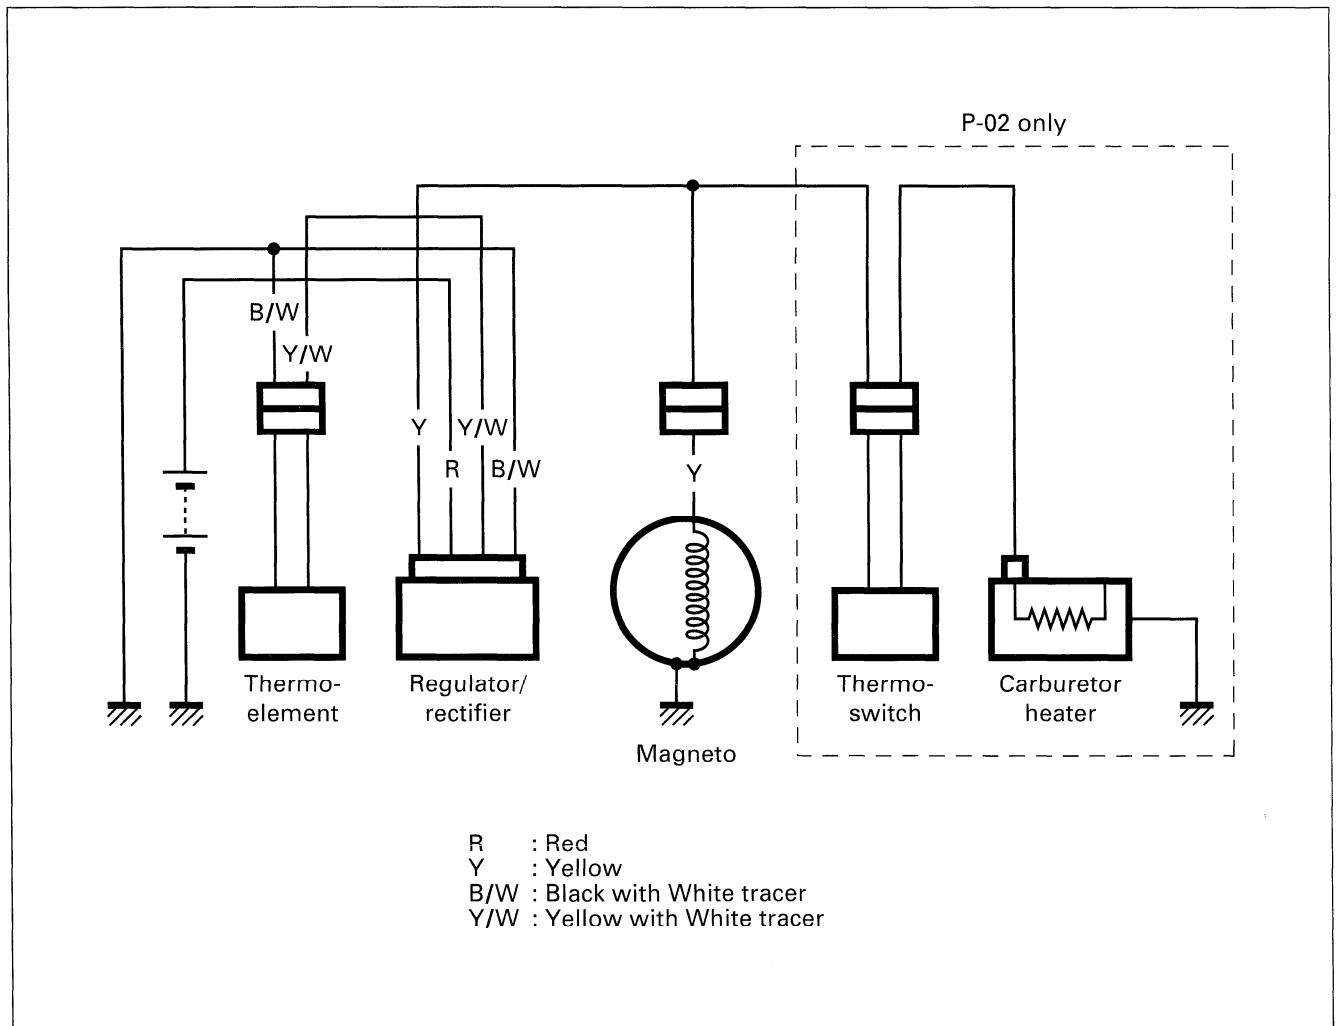 P-02 only
B/W
Y/W
Y
Y/W
R
B/W
Y
Thermo-
element
Regulator/
rectifier
Magneto
Thermo-
switch
Carburetor
heater
R : Red
Y : Yellow
B/W : Black with White tracer
Y/W : Yellow with White tracer